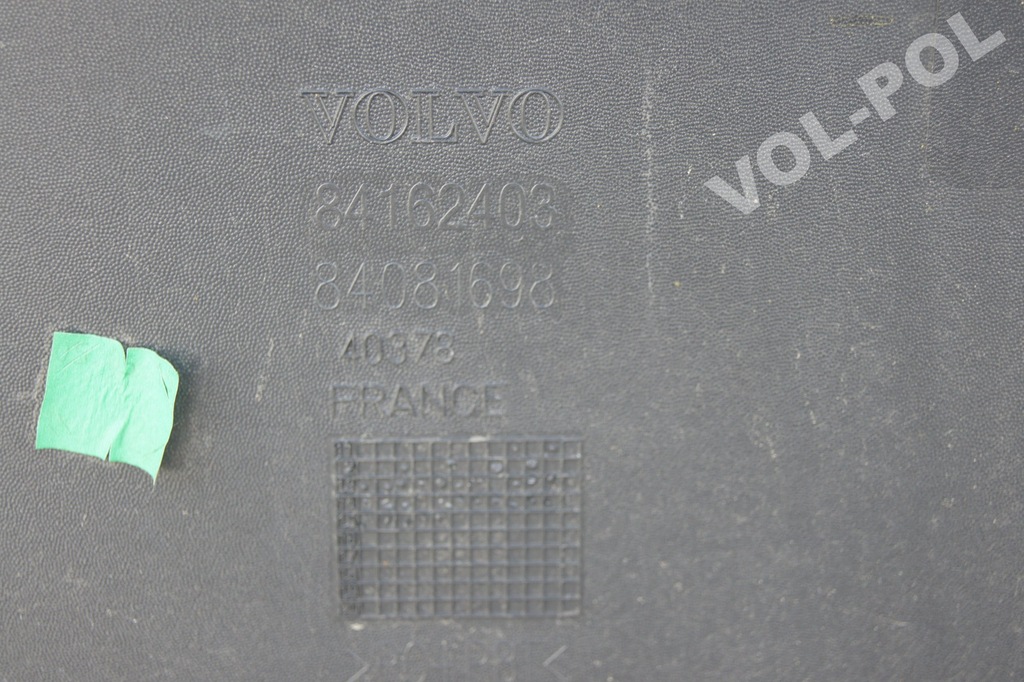 VOLVO
84162403
84081698
40378
FRANCE
VOL-POL